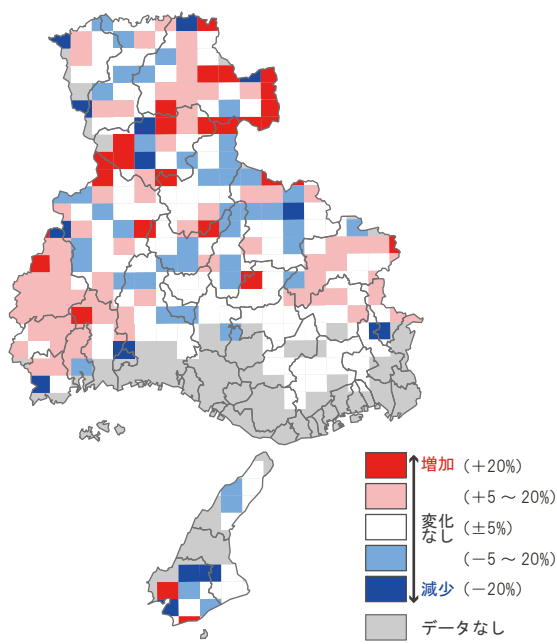 増加 (＋20%)
(＋5 ～ 20%)
変化
なし (±5%)
(－5 ～ 20%)
減少 (－20%)
データなし